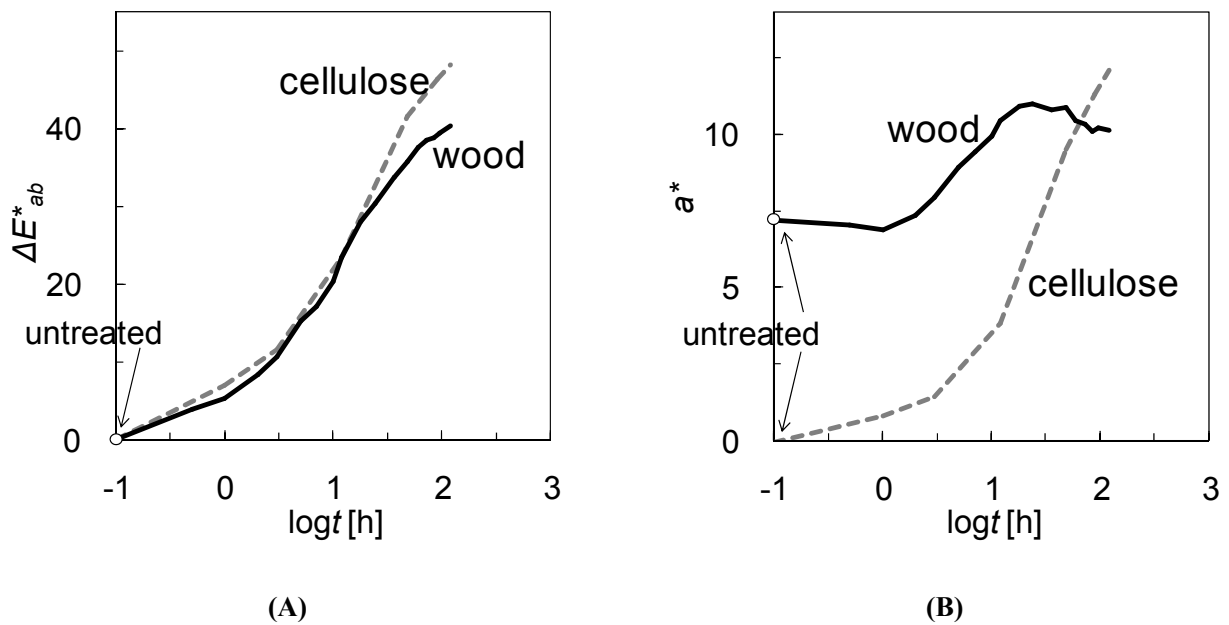 40
20
0
ΔE*ab
cellulose
wood
untreated
-1 0 1 2 3
logt [h]
(A)
10
5
0
a*
wood
cellulose
untreated
-1 0 1 2 3
logt [h]
(B)